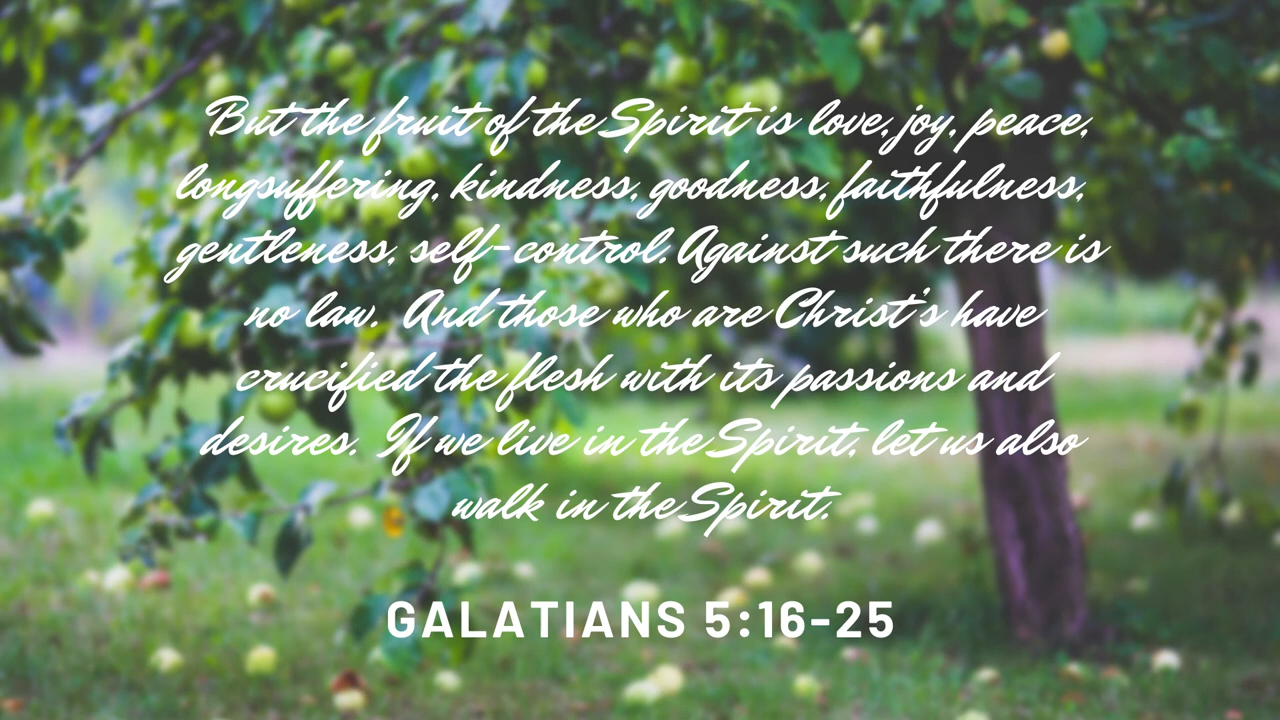 But the fruit of the Spirit is love, joy, peace,
longsuffering, kindness, goodness, faithfulness,
gentleness, self-control. Against such there is
no law. And those who are Christ's have
crucified the flesh with its passions and
desires. If we live in the Spirit, let us also
walk in the Spirit.
GALATIANS 5:16-25